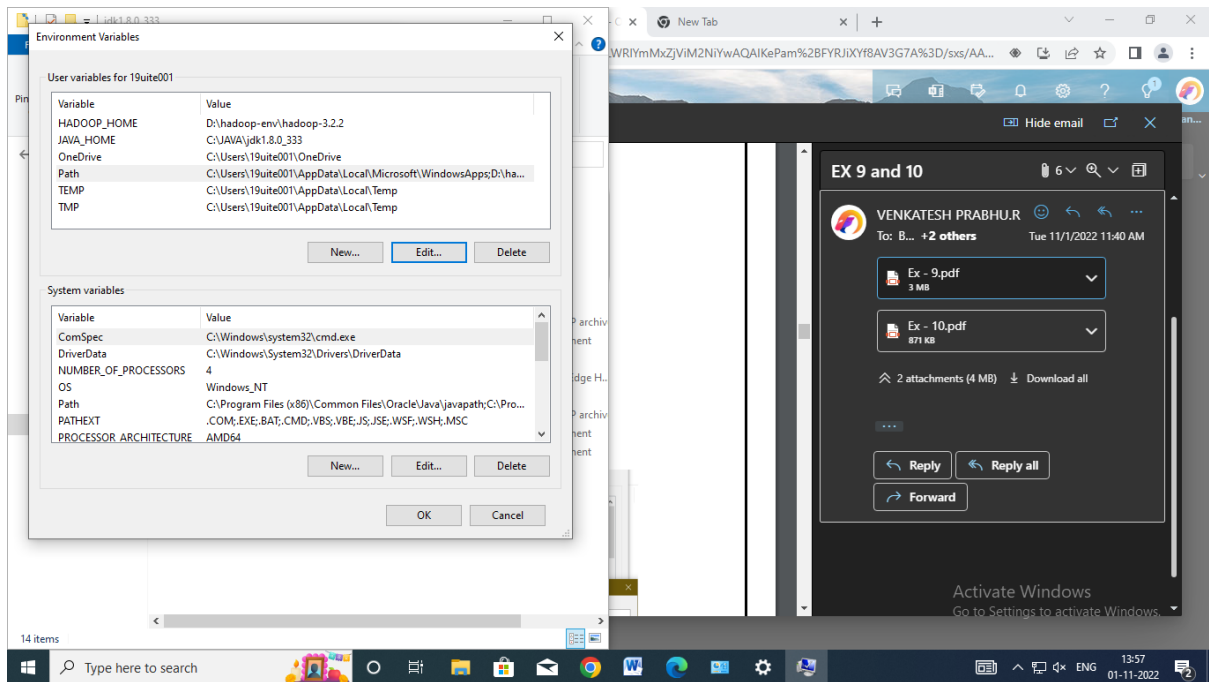 jdk1.8.0_333
Environment Variables
User variables for 19uite001
Variable Value
HADOOP_HOME D:\hadoop-env\hadoop-3.2.2
JAVA_HOME C:\JAVA\jdk1.8.0_333
OneDrive C:\Users\19uite001\OneDrive
Path C:\Users\19uite001\AppData\Local\Microsoft\WindowsApps;D:\ha...
TEMP C:\Users\19uite001\AppData\Local\Temp
TMP C:\Users\19uite001\AppData\Local\Temp
New... Edit... Delete
System variables
Variable Value
ComSpec C:\Windows\system32\cmd.exe
DriverData C:\Windows\System32\Drivers\DriverData
NUMBER_OF_PROCESSORS 4
OS Windows_NT
Path C:\Program Files (x86)\Common Files\Oracle\Java\javapath;C:\Pro...
PATHEXT .COM;.EXE;.BAT;.CMD;.VBS;.VBE;.JS;.JSE;.WSF;.WSH;.MSC
PROCESSOR_ARCHITECTURE AMD64
New... Edit... Delete
OK Cancel
Pin
P archiv
ment
Edge H...
P archiv
ment
ment
14 items
New Tab
Hide email
EX 9 and 10
6
VENKATESH PRABHU.R
To: B... +2 others Tue 11/1/2022 11:40 AM
Ex - 9.pdf
3 MB
Ex - 10.pdf
871 KB
2 attachments (4 MB) Download all
Reply Reply all
Forward
Activate Windows
Go to Settings to activate Windows.
Type here to search
ENG
13:57
01-11-2022
2